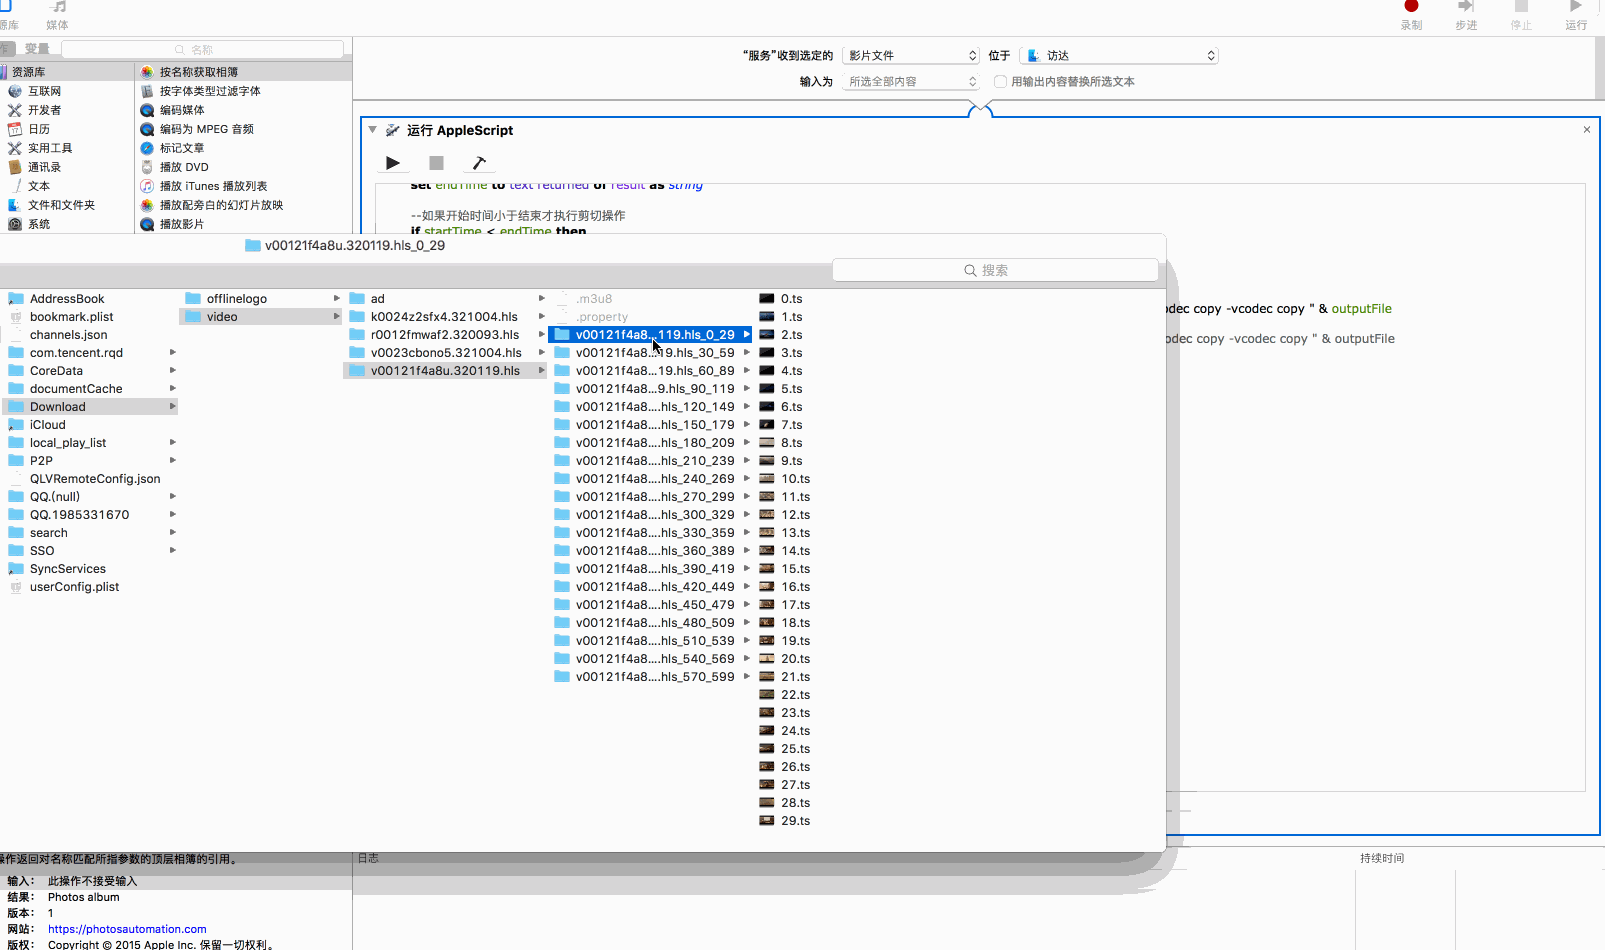 源库
媒体
录制
步进
停止
运行
作
变量
名称
“服务”收到选定的
影片文件
位于
访达
输入为
所选全部内容
用输出内容替换所选文本
资源库
互联网
开发者
日历
实用工具
通讯录
文本
文件和文件夹
系统
按名称获取相簿
按字体类型过滤字体
编码媒体
编码为 MPEG 音频
标记文章
播放 DVD
播放 iTunes 播放列表
播放配旁白的幻灯片放映
播放影片
运行 AppleScript
set endTime to text returned of result as string
--如果开始时间小于结束才执行剪切操作
if startTime < endTime then
dec copy -vcodec copy " & outputFile
dec copy -vcodec copy " & outputFile
v00121f4a8u.320119.hls_0_29
搜索
AddressBook
bookmark.plist
channels.json
com.tencent.rqd
CoreData
documentCache
Download
iCloud
local_play_list
P2P
QLVRemoteConfig.json
QQ.(null)
QQ.1985331670
search
SSO
SyncServices
userConfig.plist
offlinelogo
video
ad
k0024z2sfx4.321004.hls
r0012fmwaf2.320093.hls
v0023cbono5.321004.hls
v00121f4a8u.320119.hls
.m3u8
.property
v00121f4a8...119.hls_0_29
v00121f4a8...19.hls_30_59
v00121f4a8...19.hls_60_89
v00121f4a8...9.hls_90_119
v00121f4a8....hls_120_149
v00121f4a8....hls_150_179
v00121f4a8....hls_180_209
v00121f4a8....hls_210_239
v00121f4a8....hls_240_269
v00121f4a8....hls_270_299
v00121f4a8....hls_300_329
v00121f4a8....hls_330_359
v00121f4a8....hls_360_389
v00121f4a8....hls_390_419
v00121f4a8....hls_420_449
v00121f4a8....hls_450_479
v00121f4a8....hls_480_509
v00121f4a8....hls_510_539
v00121f4a8....hls_540_569
v00121f4a8....hls_570_599
0.ts
1.ts
2.ts
3.ts
4.ts
5.ts
6.ts
7.ts
8.ts
9.ts
10.ts
11.ts
12.ts
13.ts
14.ts
15.ts
16.ts
17.ts
18.ts
19.ts
20.ts
21.ts
22.ts
23.ts
24.ts
25.ts
26.ts
27.ts
28.ts
29.ts
操作返回对名称匹配所指参数的顶层相簿的引用。
日志
持续时间
输入： 此操作不接受输入
结果： Photos album
版本： 1
网站： https://photosautomation.com
版权： Copyright © 2015 Apple Inc. 保留一切权利。